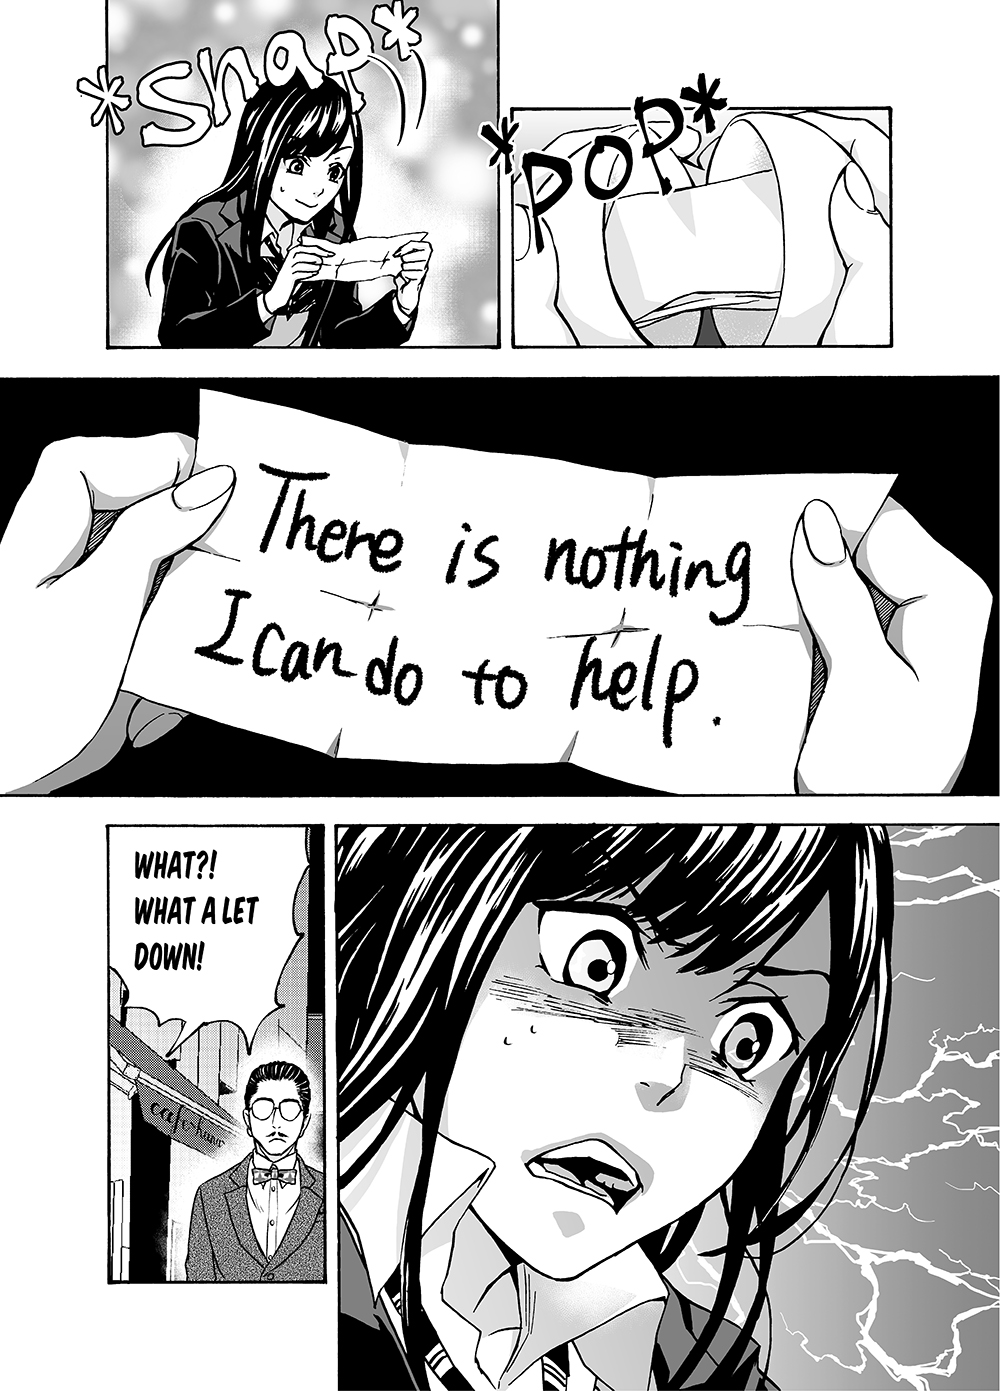 *POP*
*Snap*
There is nothing
I can do to help.
WHAT?!
WHAT A LET
DOWN!